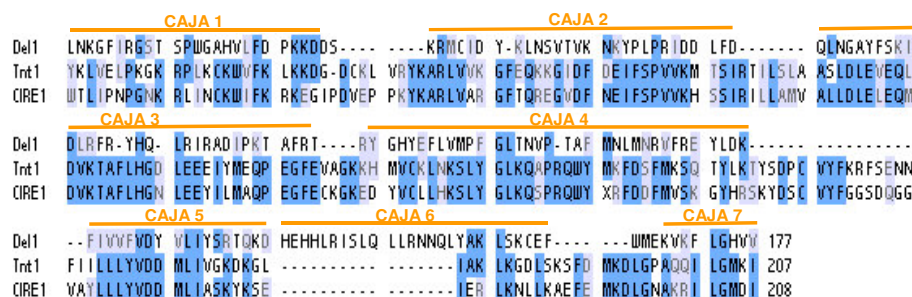 CAJA 1 CAJA 2
Del1 LNKGFIRGST SPWGAHVLFD PKKDDS---- ----KRMCID Y-KLNSVTVK NKYPLPRIDD LFD------- QLNGAYFSKI
Tnt1 YKLVELPKGK RPLKCKWVFK LKKDG-DCKL VRYKARLVVK GFEQKKGIDF DEIFSPVVKM TSIRTILSLA ASLDLEVEQL
CIRE1 WTLIPNPGNK RLINCKWIFK RKEGIPDVEP PKYKARLVAR GFTQREGVDF NEIFSPVVKH SSIRILLAMV ALLDLELEQM
CAJA 3 CAJA 4
Del1 DLRFR-YHQ- LRIRADIPKT AFRT----RY GHYEFLVMPF GLTNVP-TAF MNLMNRVFRE YLDK------ ----------
Tnt1 DVKTAFLHGD LEEEIYMEQP EGFEVAGKKH MVCKLNKSLY GLKQAPRQWY MKFDSFMKSQ TYLKTYSDPC VYFKRFSENN
CIRE1 DVKTAFLHGD LEEYILMAQP EGFECKGKED YVCLLHKSLY GLKQSPRQWY XRFDDFMVSK GYHRSKYDSC VYFGGSDQGG
CAJA 5 CAJA 6 CAJA 7
Del1 --FIVVFVDY VLIYSRTQKD HEHHLRISLQ LLRNNQLYAK LSKCEF---- --WMEKVKF LGHVV 177
Tnt1 FIILLLYVDD MLIVGKDKGL ---------- -------IAK LKGDLSKSFD MKDLGPAQQI LGMKI 207
CIRE1 VAYLLLYVDD MLIASKYKSE ---------- -------IER LKNLLKAEFE MKDLGNAKRI LGMDI 208